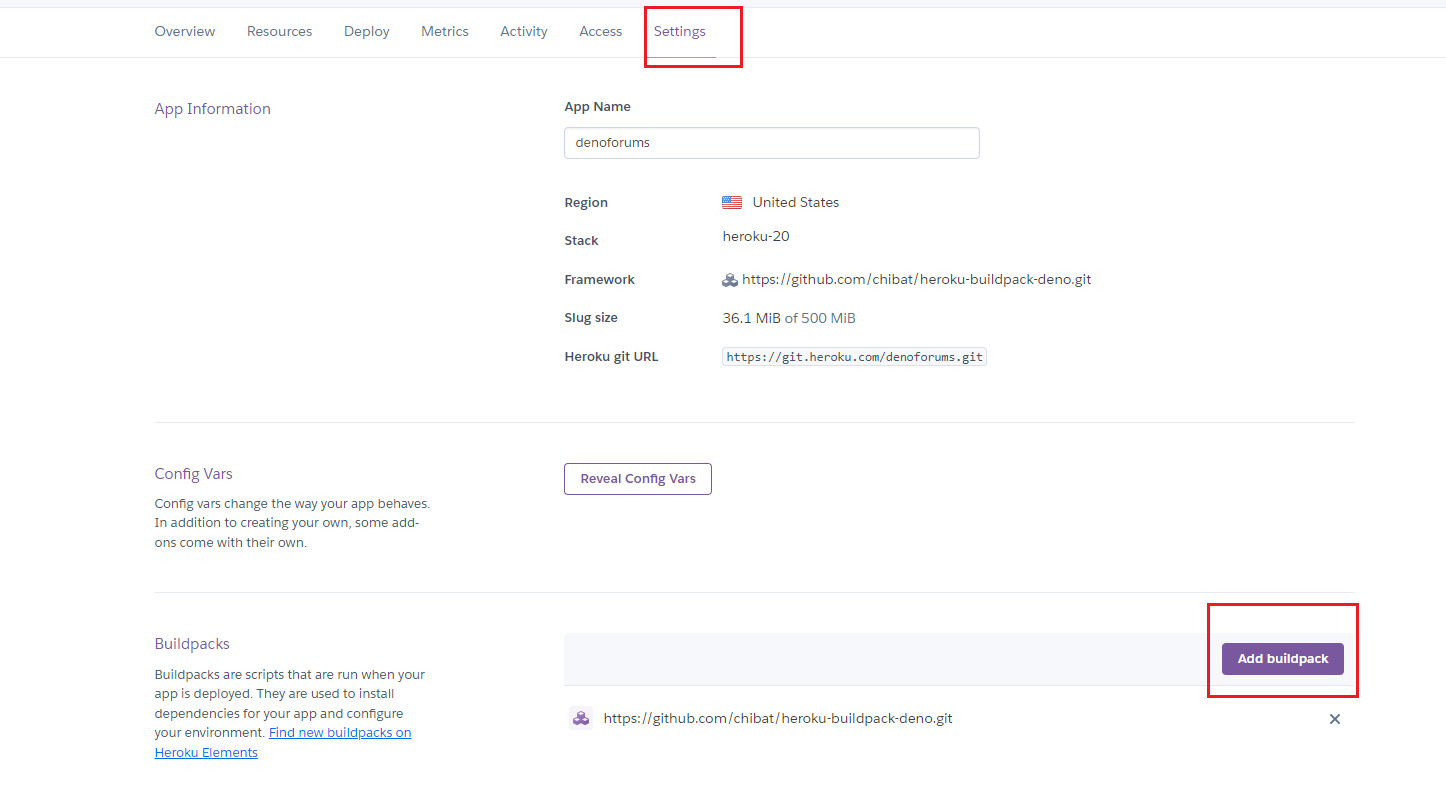 Overview Resources Deploy Metrics Activity Access Settings
App Information
App Name
denoforums
Region United States
Stack heroku-20
Framework https://github.com/chibat/heroku-buildpack-deno.git
Slug size 36.1 MiB of 500 MiB
Heroku git URL https://git.heroku.com/denoforums.git
Config Vars
Config vars change the way your app behaves.
In addition to creating your own, some add-
ons come with their own.
Reveal Config Vars
Buildpacks
Buildpacks are scripts that are run when your
app is deployed. They are used to install
dependencies for your app and configure
your environment. Find new buildpacks on
Heroku Elements
Add buildpack
https://github.com/chibat/heroku-buildpack-deno.git